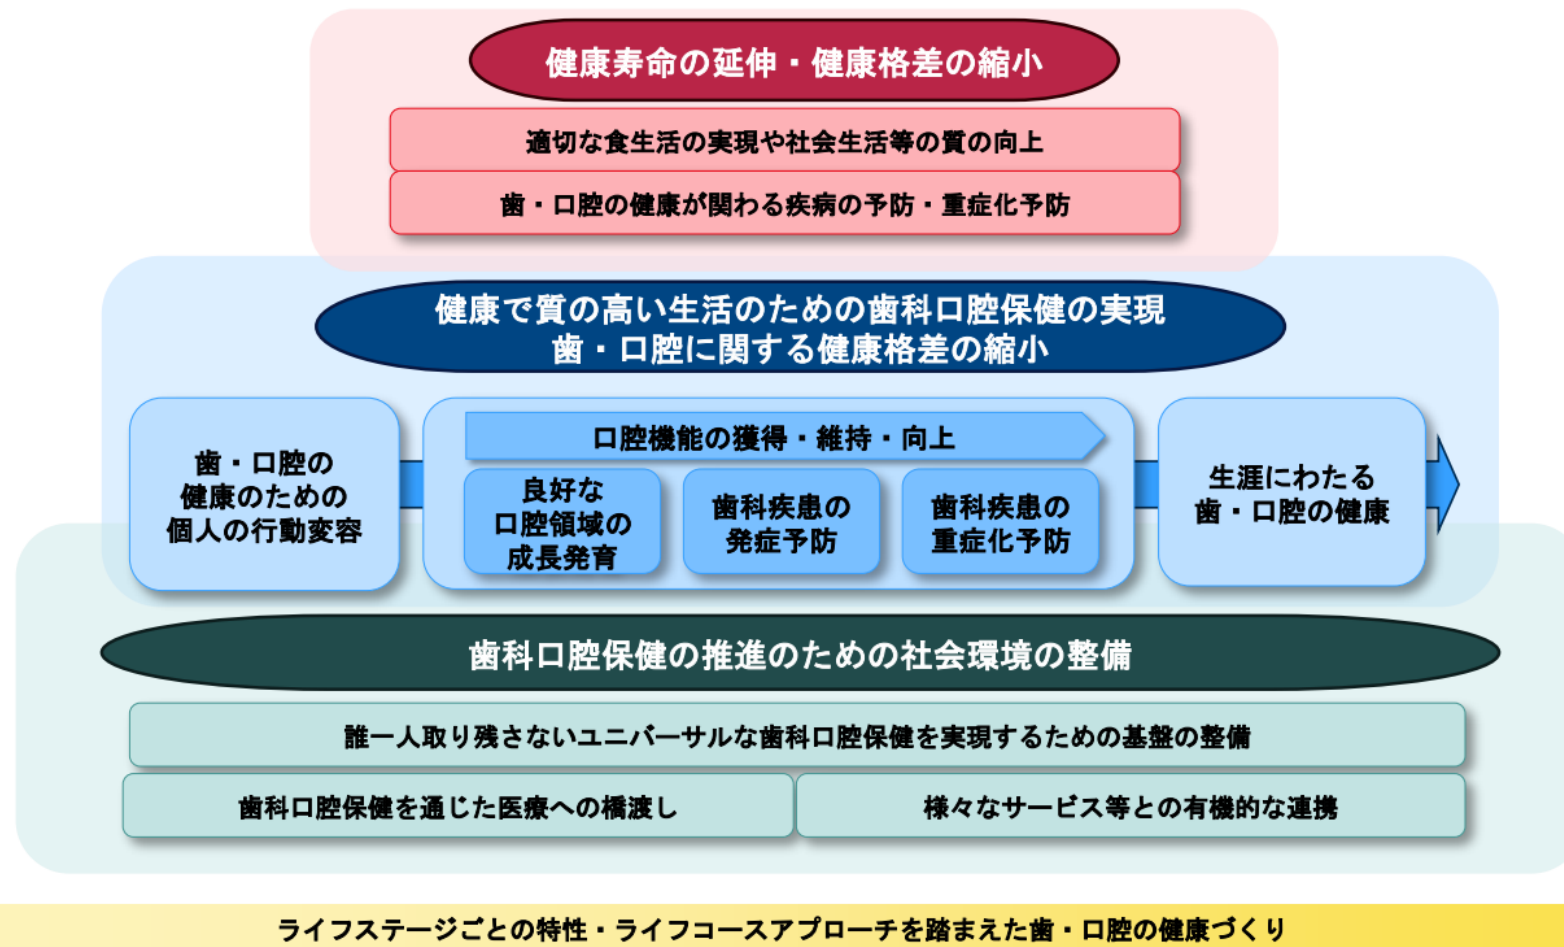 健康寿命の延伸・健康格差の縮小
適切な食生活の実現や社会生活等の質の向上
歯・口腔の健康が関わる疾病の予防・重症化予防
健康で質の高い生活のための歯科口腔保健の実現
歯・口腔に関する健康格差の縮小
歯・口腔の
健康のための
個人の行動変容
口腔機能の獲得・維持・向上
良好な
口腔領域の
成長発育
歯科疾患の
発症予防
歯科疾患の
重症化予防
生涯にわたる
歯・口腔の健康
歯科口腔保健の推進のための社会環境の整備
誰一人取り残さないユニバーサルな歯科口腔保健を実現するための基盤の整備
歯科口腔保健を通じた医療への橋渡し
様々なサービス等との有機的な連携
ライフステージごとの特性・ライフコースアプローチを踏まえた歯・口腔の健康づくり